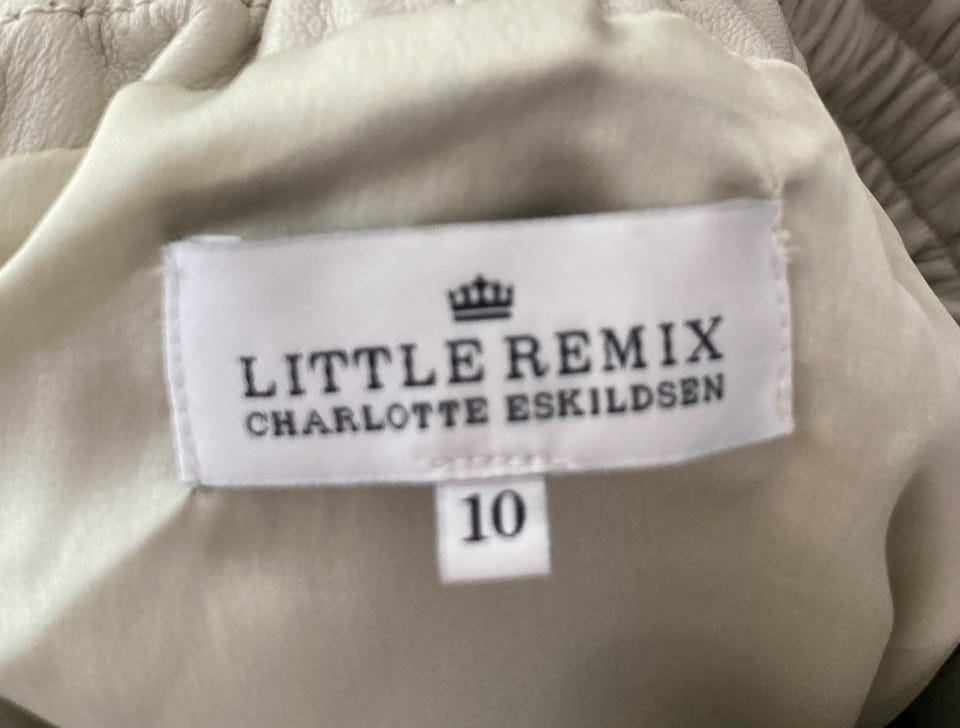 LITTLE REMIX
CHARLOTTE ESKILDSEN
10